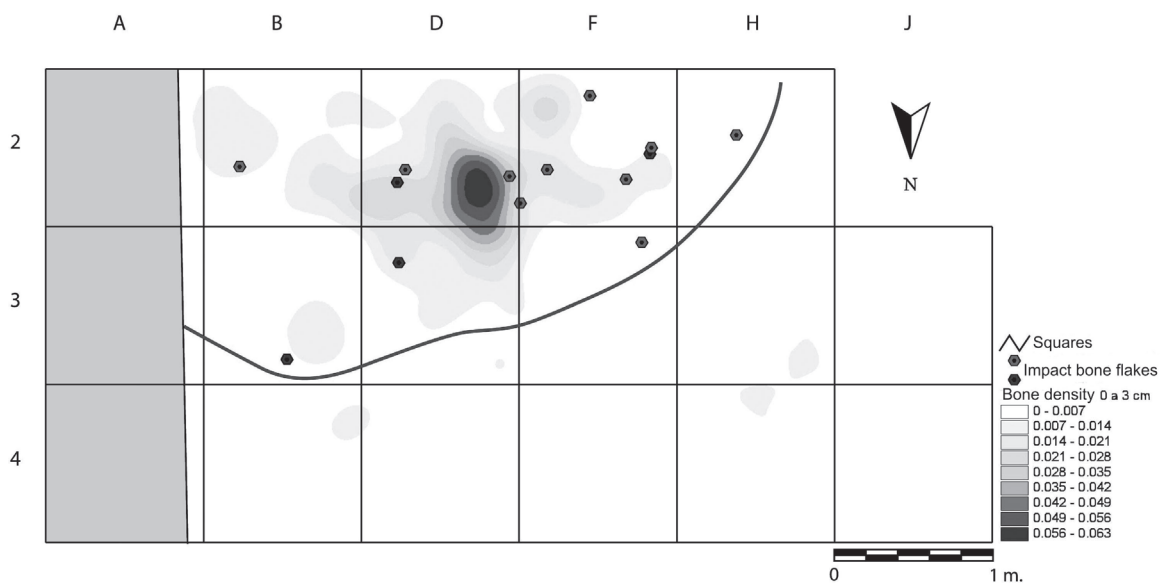 A B D F H J
2
N
3
Squares
Impact bone flakes
Bone density 0 a 3 cm
0 - 0.007
0.007 - 0.014
0.014 - 0.021
0.021 - 0.028
0.028 - 0.035
0.035 - 0.042
0.042 - 0.049
0.049 - 0.056
0.056 - 0.063
4
0 1 m.